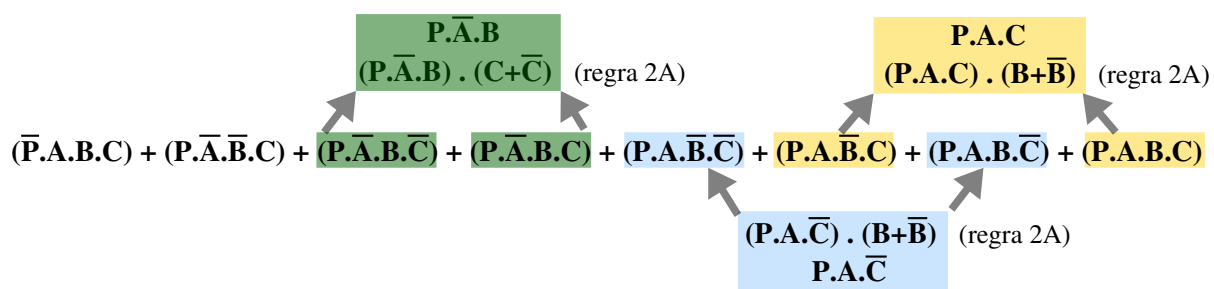 P.A̅.B
(P.A̅.B) . (C+C̅) (regra 2A)
P.A.C
(P.A.C) . (B+B̅) (regra 2A)
(P̅.A.B.C) + (P.A̅.B̅.C) + (P.A̅.B.C̅) + (P.A̅.B.C) + (P.A.B̅.C̅) + (P.A.B̅.C) + (P.A.B.C̅) + (P.A.B.C)
(P.A.C̅) . (B+B̅) (regra 2A)
P.A.C̅